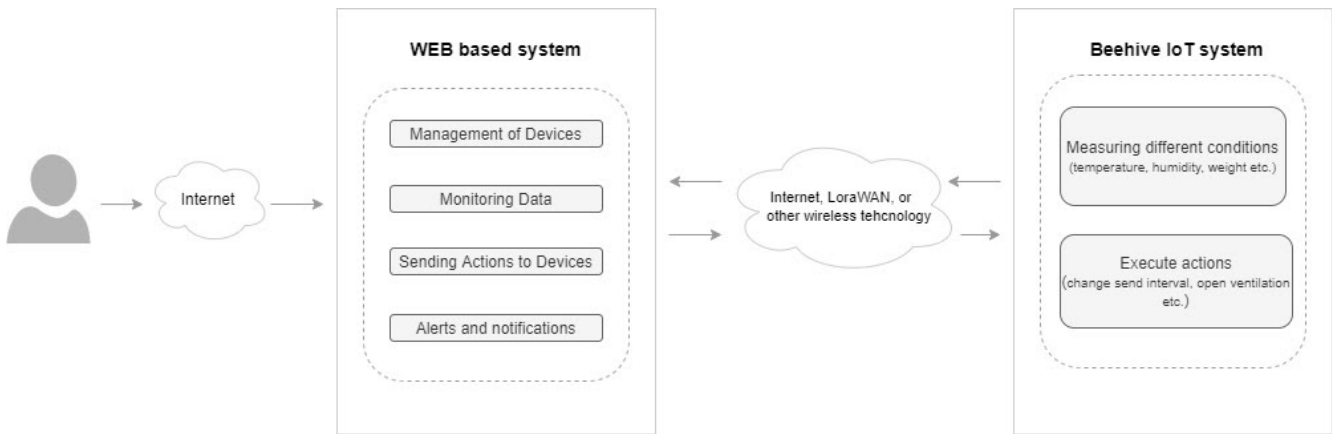 Internet
WEB based system
Management of Devices
Monitoring Data
Sending Actions to Devices
Alerts and notifications
Internet, LoraWAN, or
other wireless tehcnology
Beehive IoT system
Measuring different conditions
(temperature, humidity, weight etc.)
Execute actions
(change send interval, open ventilation
etc.)